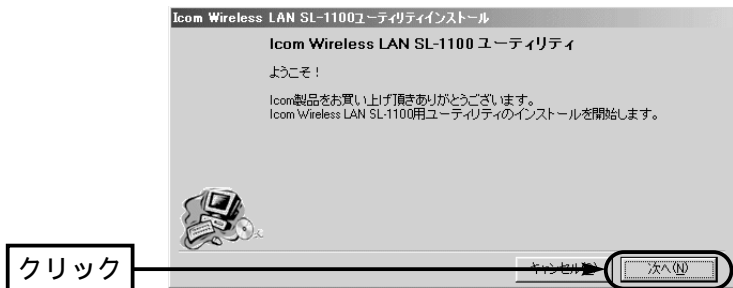 Icom Wireless LAN SL-1100ユーティリティインストール
Icom Wireless LAN SL-1100 ユーティリティ
ようこそ！
Icom製品をお買い上げ頂きありがとうございます。
Icom Wireless LAN SL-1100用ユーティリティのインストールを開始します。
クリック
キャンセル
次へ(N)